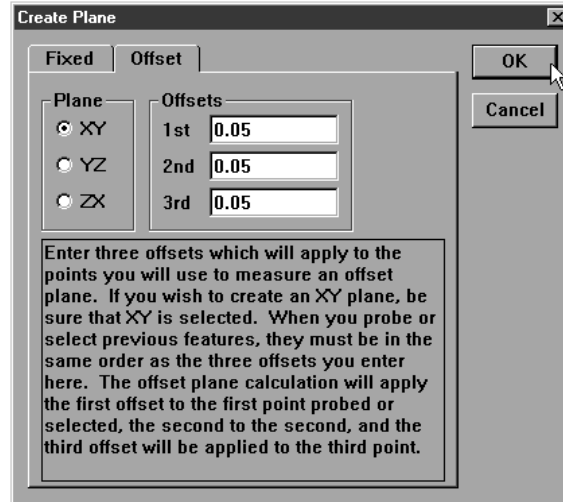 Create Plane
Fixed Offset
OK
Cancel
Plane
XY
YZ
ZX
Offsets
1st 0.05
2nd 0.05
3rd 0.05
Enter three offsets which will apply to the
points you will use to measure an offset
plane. If you wish to create an XY plane, be
sure that XY is selected. When you probe or
select previous features, they must be in the
same order as the three offsets you enter
here. The offset plane calculation will apply
the first offset to the first point probed or
selected, the second to the second, and the
third offset will be applied to the third point.